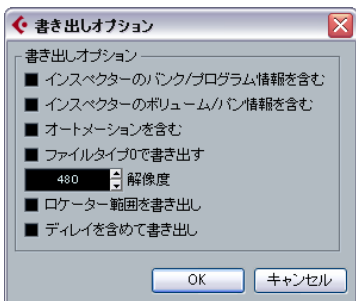 書き出しオプション
書き出しオプション
インスペクターのバンク/プログラム情報を含む
インスペクターのボリューム/パン情報を含む
オートメーションを含む
ファイルタイプ0で書き出す
480 解像度
ロケーター範囲を書き出し
ディレイを含めて書き出し
OK キャンセル